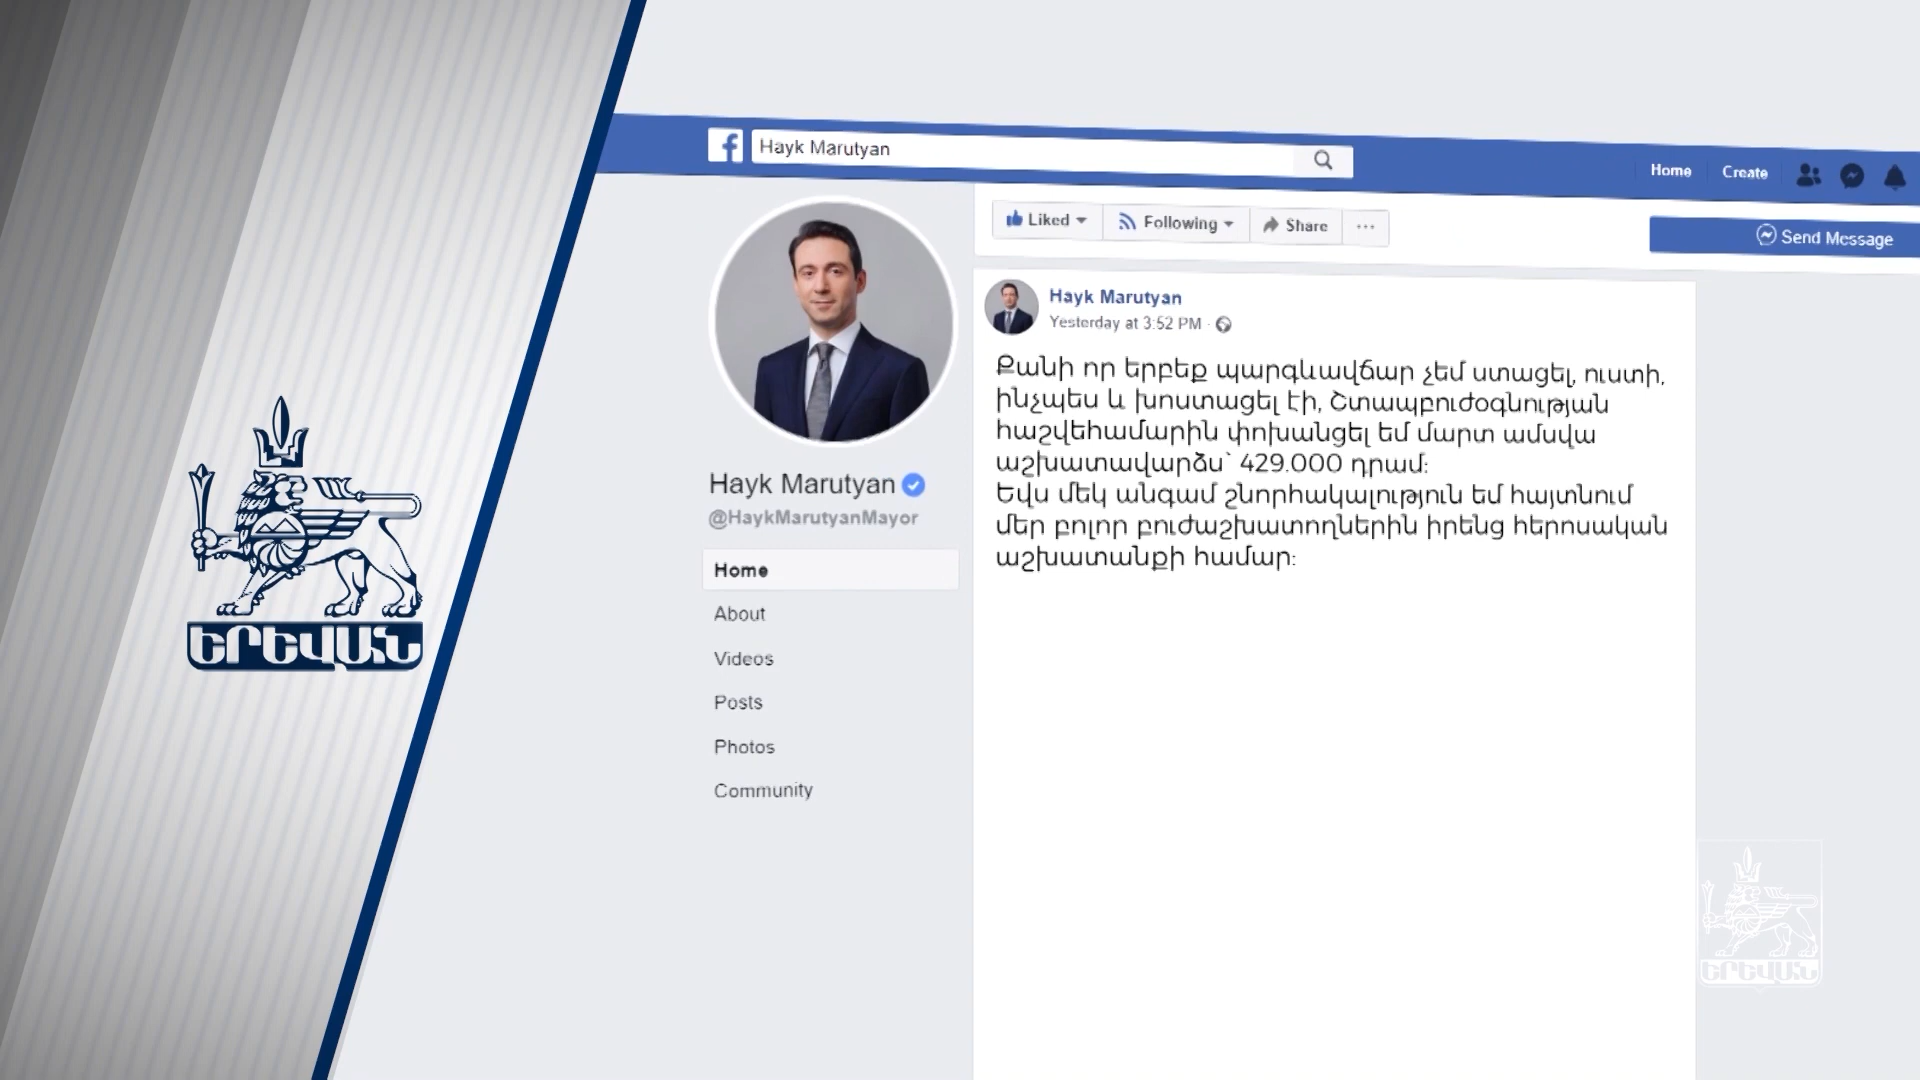 Hayk Marutyan
Home
Create
Liked
Following
Share
Send Message
Hayk Marutyan
Yesterday at 3:52 PM
Քանի որ երբեք պարգևավճար չեմ ստացել, ուստի,
ինչպես և խոստացել էի, Շտապբուժօգնության
հաշվեհամարին փոխանցել եմ մարտ ամսվա
աշխատավարձս՝ 429.000 դրամ:
Եվս մեկ անգամ շնորհակալություն եմ հայտնում
մեր բոլոր բուժաշխատողներին իրենց հերոսական
աշխատանքի համար:
Hayk Marutyan
@HaykMarutyanMayor
Home
About
Videos
Posts
Photos
Community
ԵՐԵՎԱՆ
ԵՐԵՎԱՆ